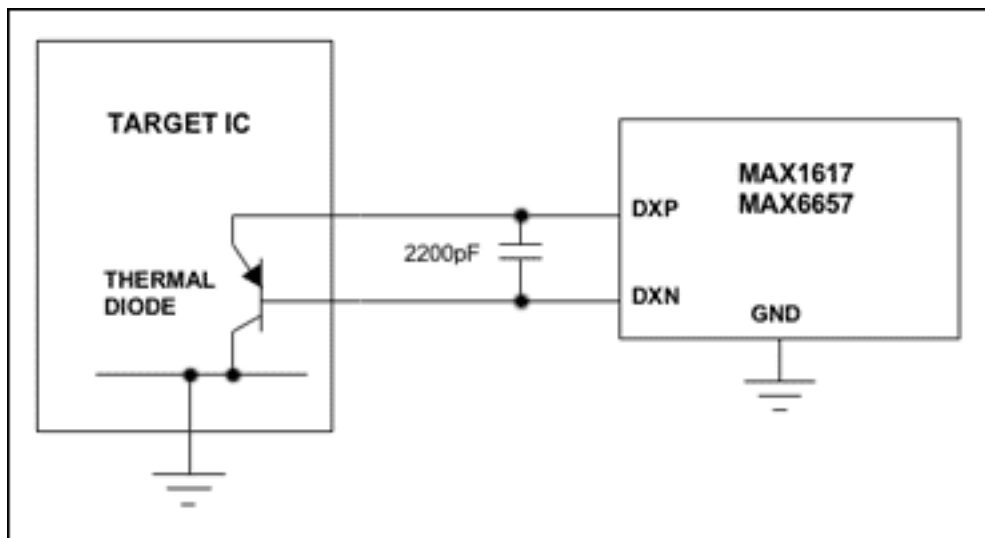 TARGET IC
THERMAL
DIODE
2200pF
DXP
DXN
MAX1617
MAX6657
GND